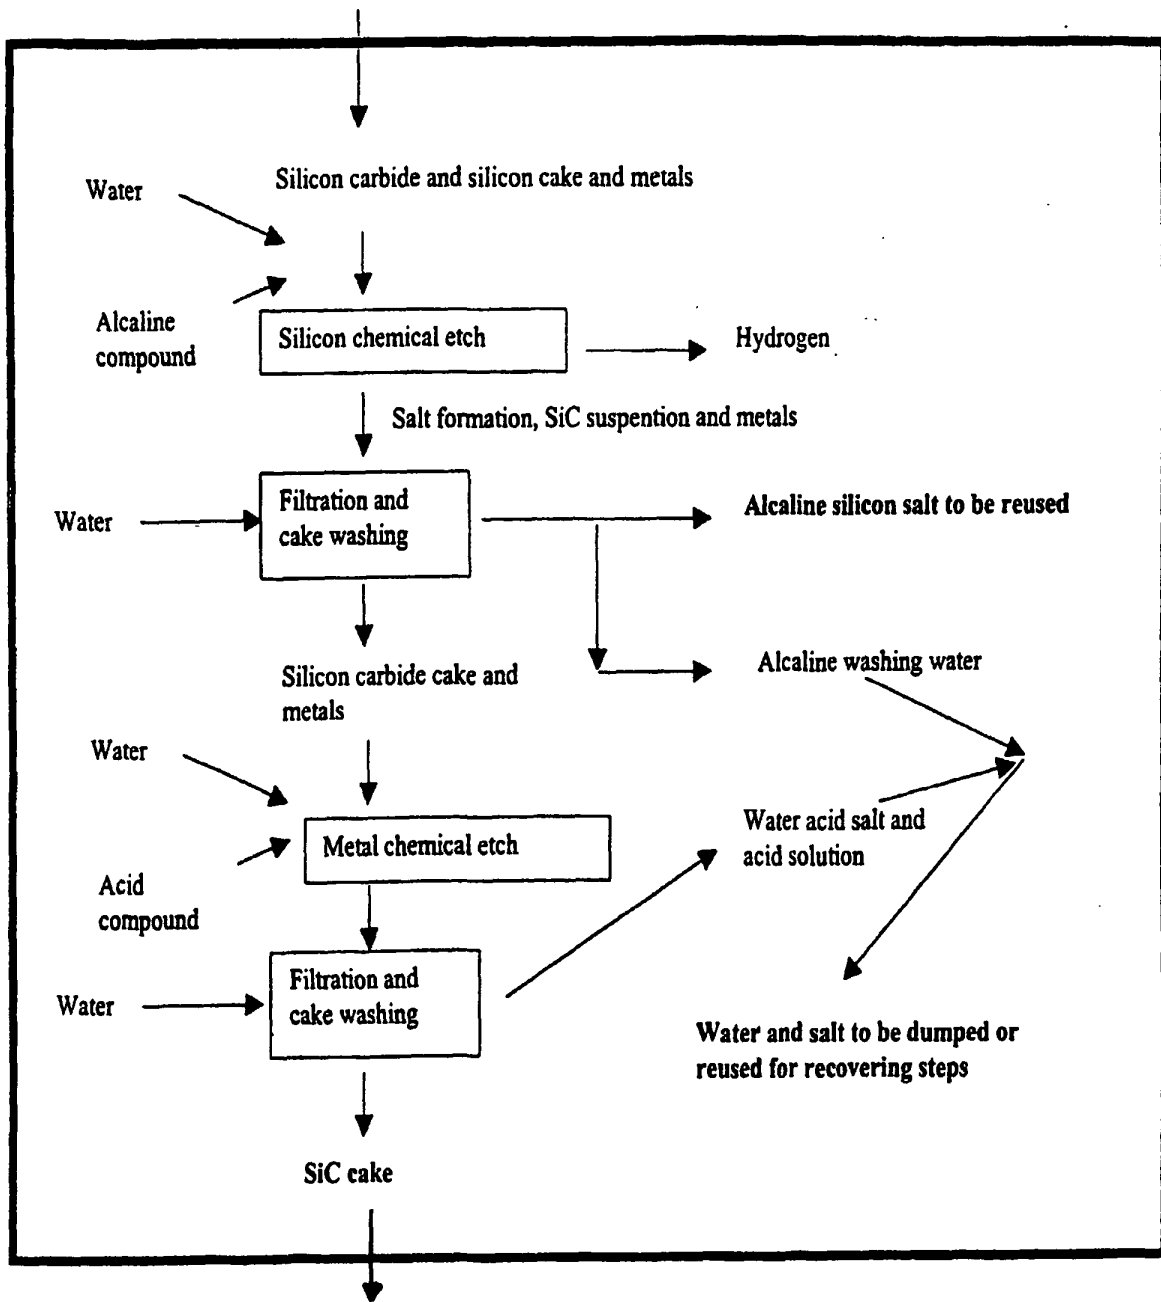 Water
Silicon carbide and silicon cake and metals
Alcaline
compound
Silicon chemical etch
Hydrogen
Salt formation, SiC suspention and metals
Water
Filtration and
cake washing
Alcaline silicon salt to be reused
Silicon carbide cake and
metals
Alcaline washing water
Water
Metal chemical etch
Water acid salt and
acid solution
Acid
compound
Water
Filtration and
cake washing
Water and salt to be dumped or
reused for recovering steps
SiC cake